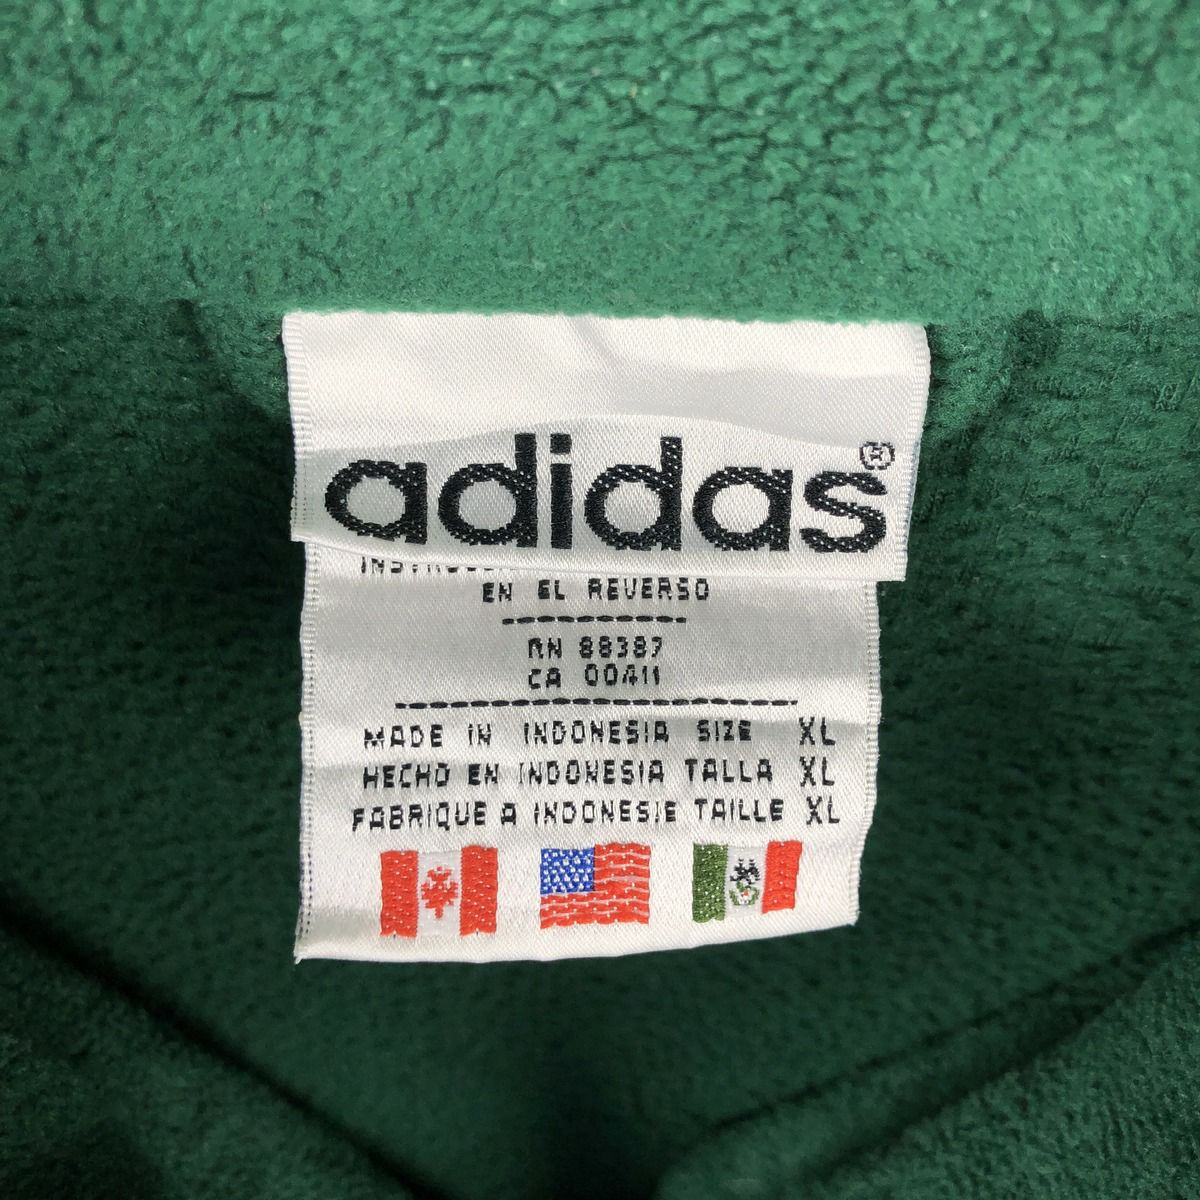 adidas®
EN EL REVERSO
RN 88387
CA 00411
MADE IN INDONESIA SIZE XL
HECHO EN INDONESIA TALLA XL
FABRIQUE A INDONESIE TAILLE XL